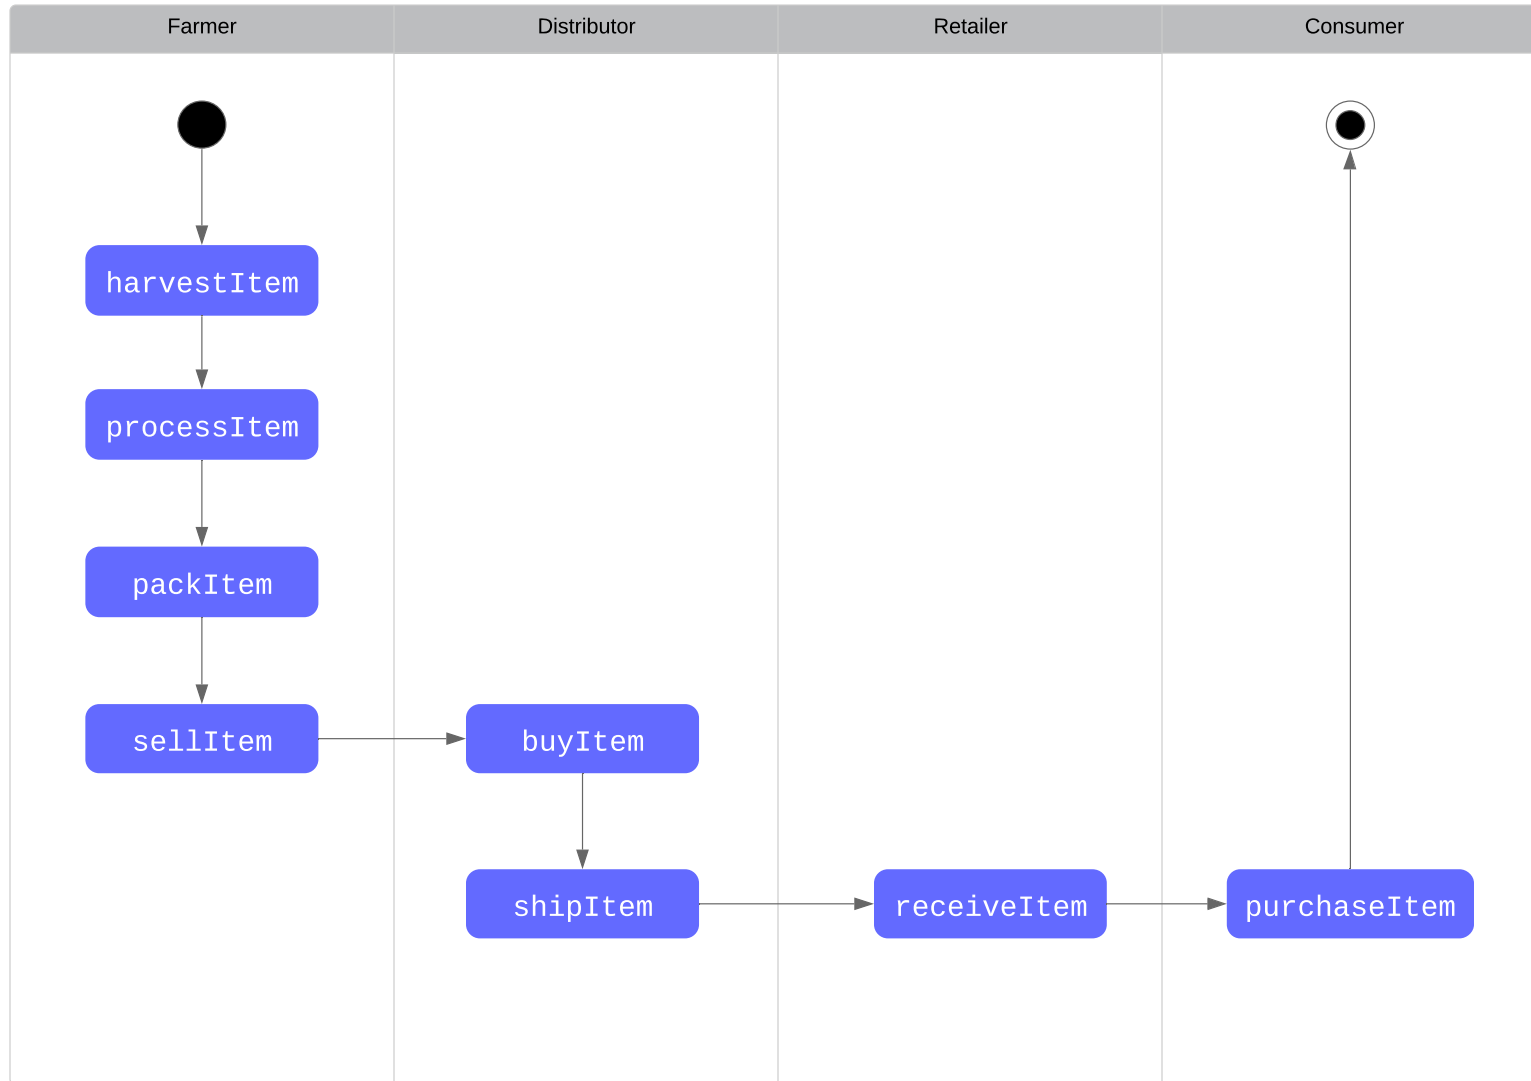 Farmer
Distributor
Retailer
Consumer
harvestItem
processItem
packItem
sellItem
buyItem
shipItem
receiveItem
purchaseItem